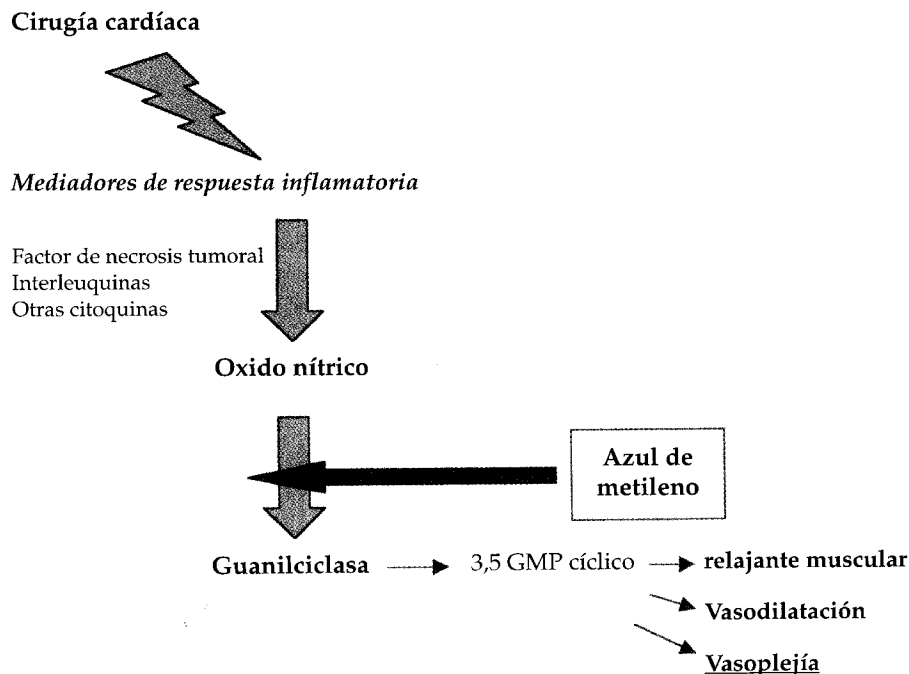 Cirugía cardíaca
Mediadores de respuesta inflamatoria
Factor de necrosis tumoral
Interleuquinas
Otras citoquinas
Oxido nítrico
Azul de
metileno
Guanilciclasa
3,5 GMP cíclico
relajante muscular
Vasodilatación
Vasoplejía